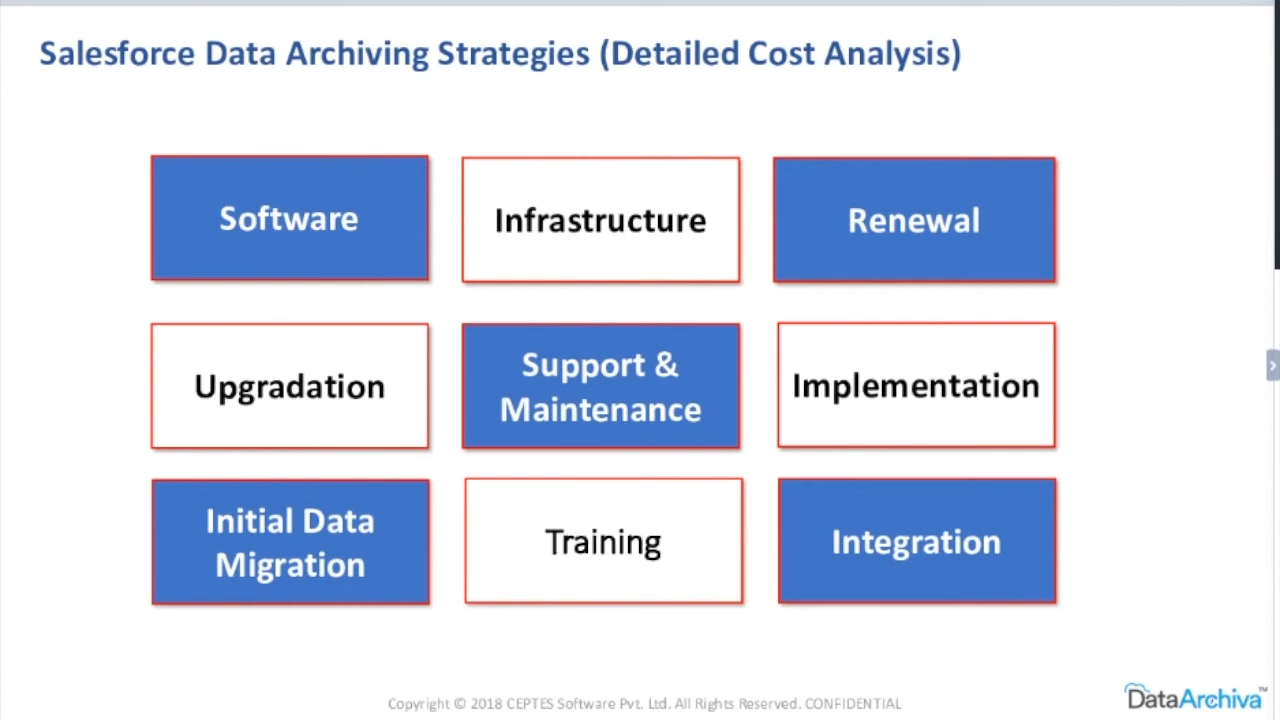 Salesforce Data Archiving Strategies (Detailed Cost Analysis)
Software
Infrastructure
Renewal
Upgradation
Support &
Maintenance
Implementation
Initial Data
Migration
Training
Integration
Copyright © 2018 CEPTES Software Pvt. Ltd. All Rights Reserved. CONFIDENTIAL
DataArchiva™